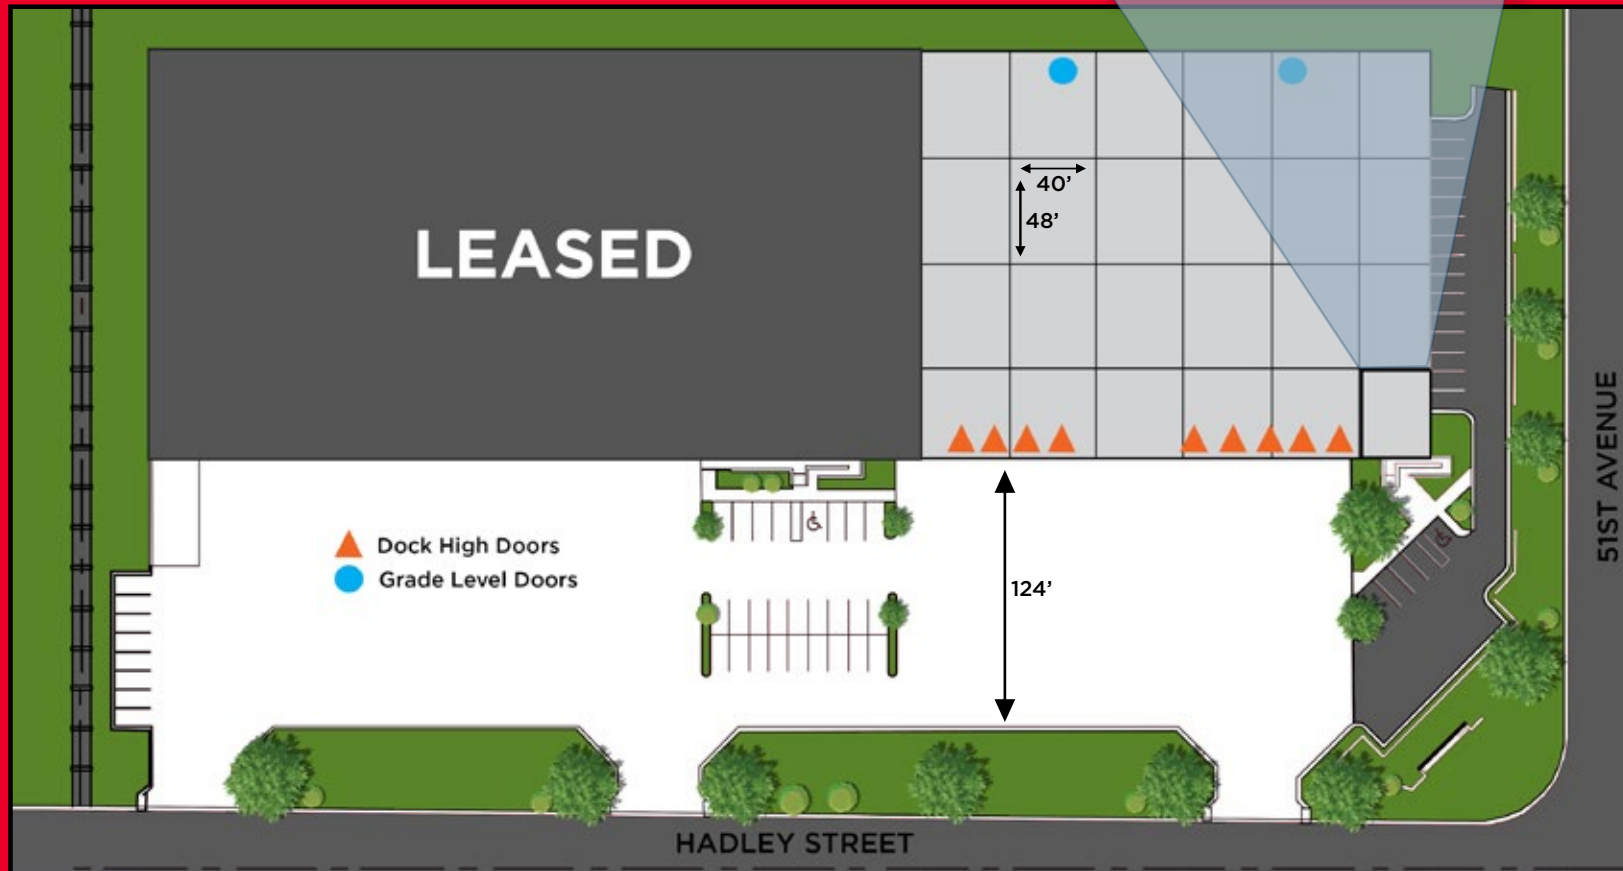 LEASED
40’
48’
Dock High Doors
Grade Level Doors
124’
51ST AVENUE
HADLEY STREET